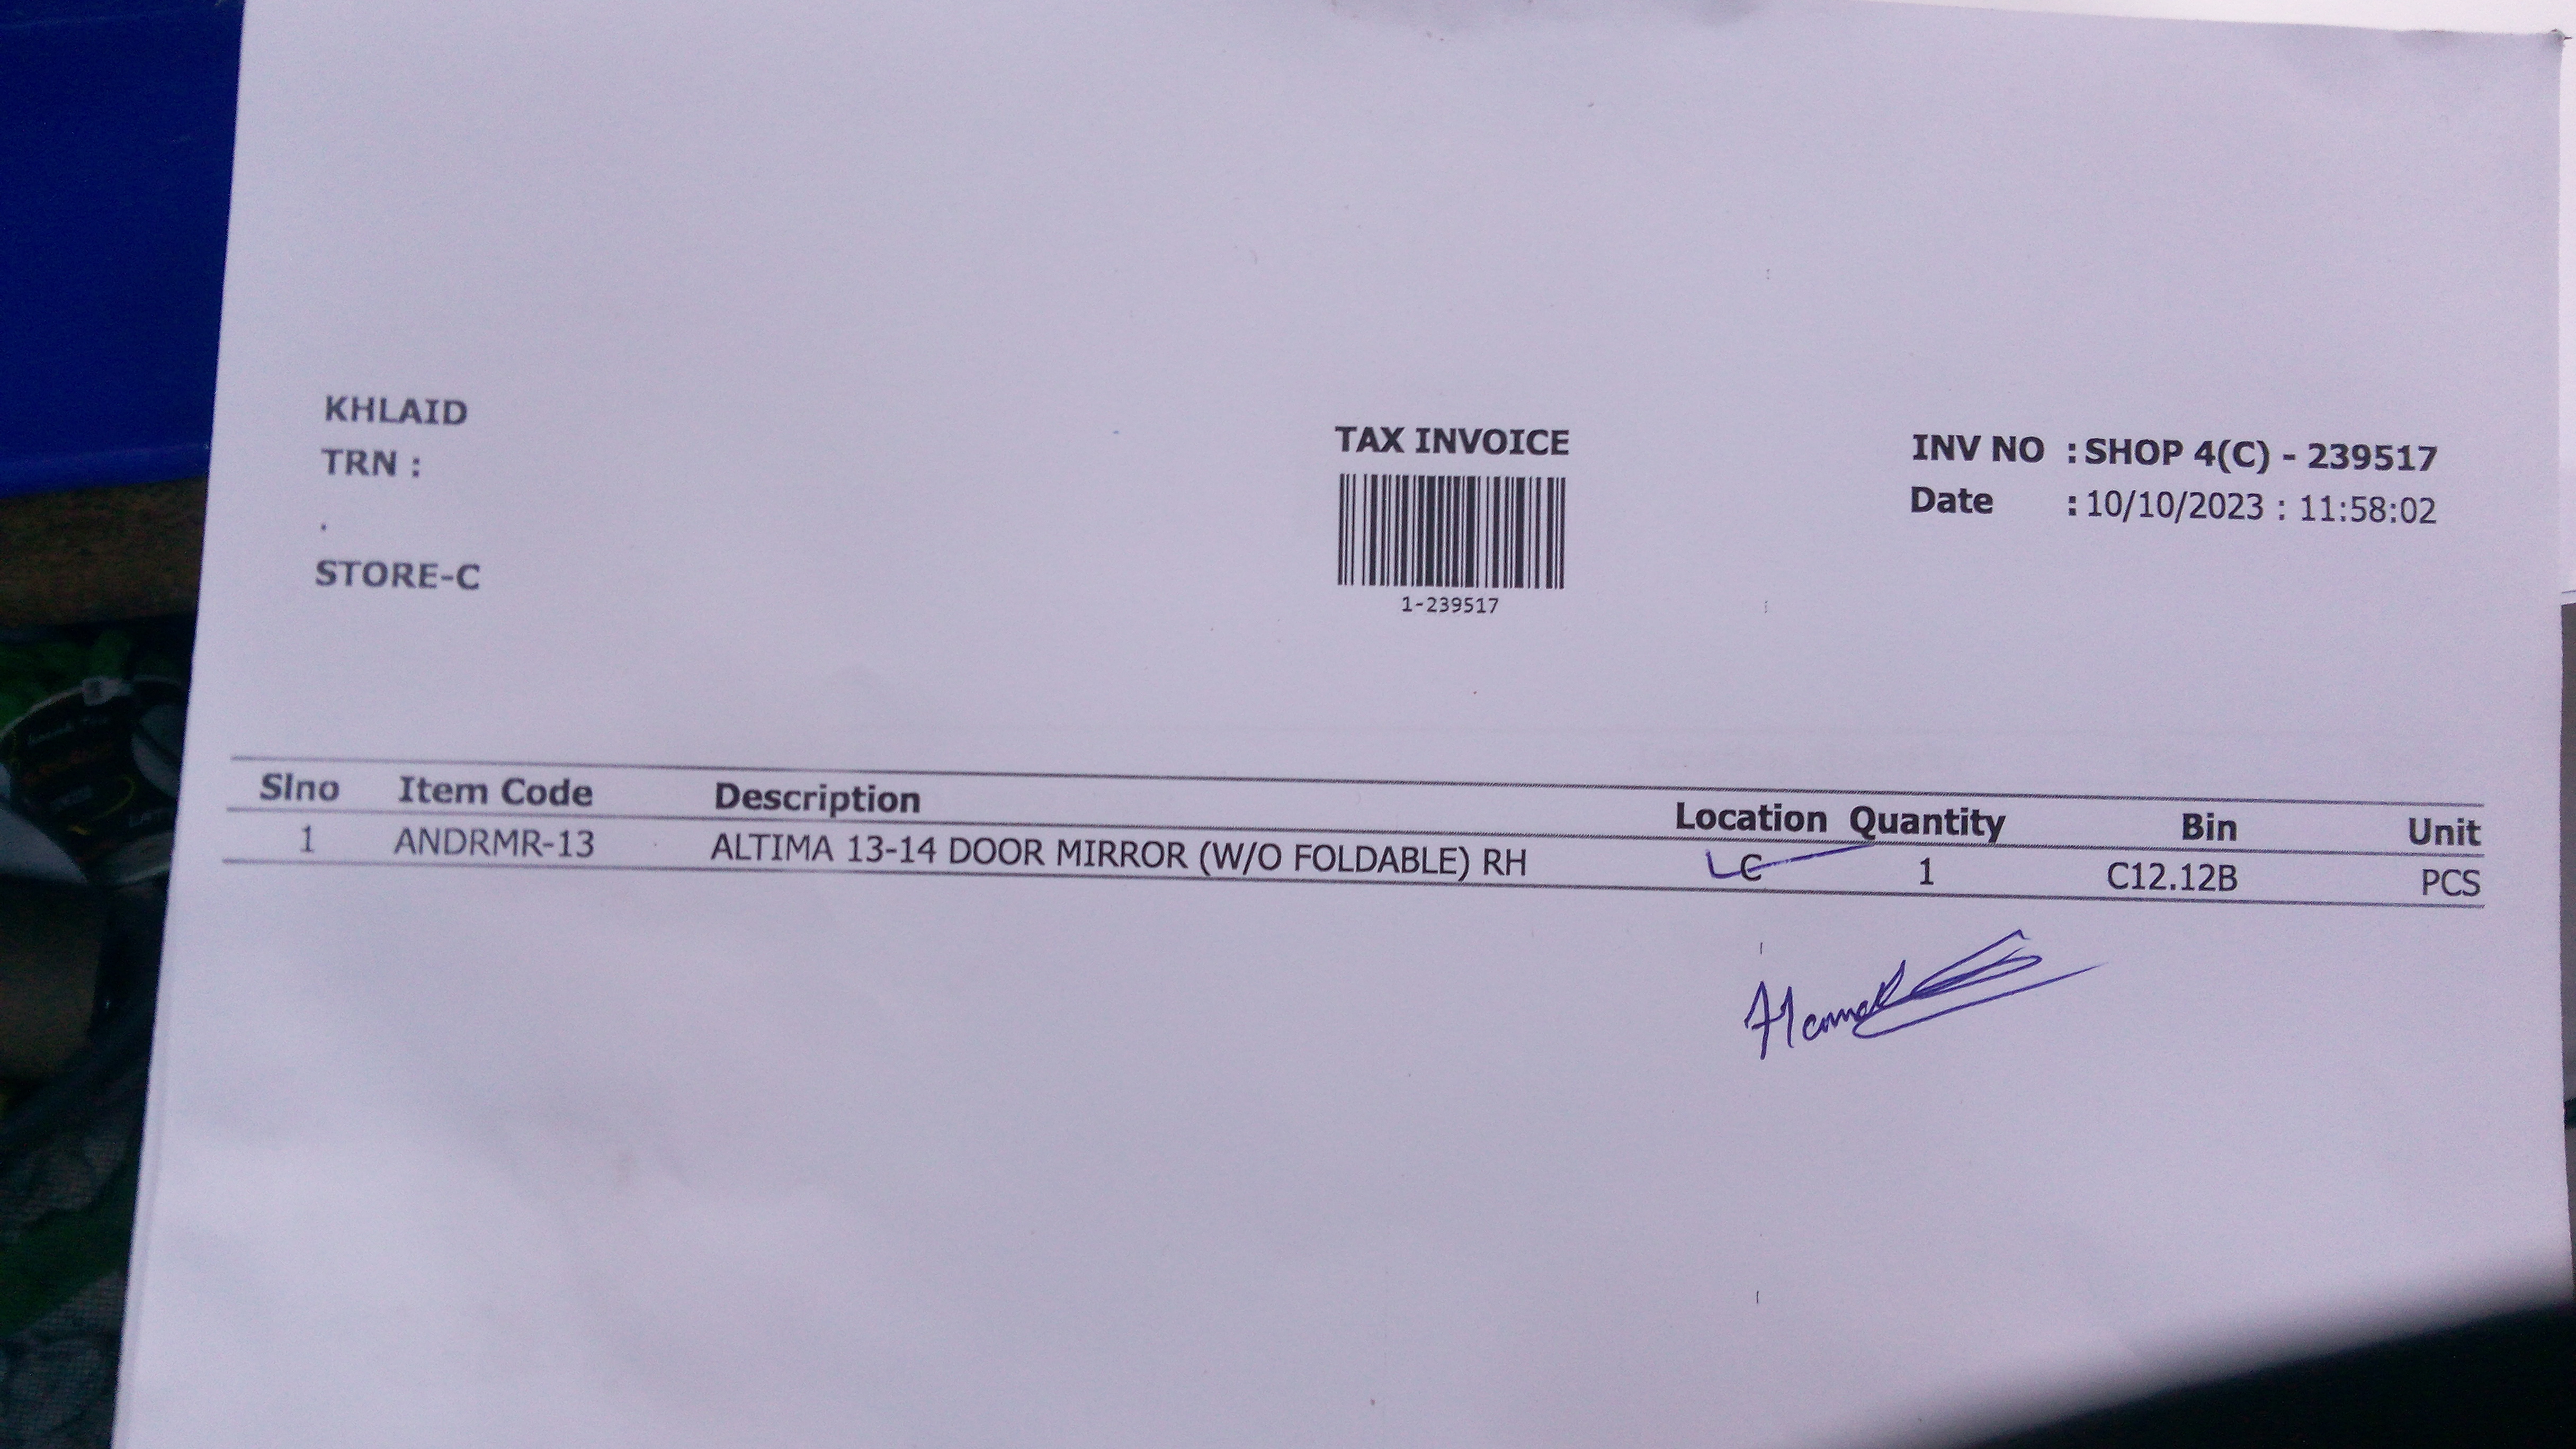 KHLAID
TRN :
.
STORE-C
TAX INVOICE
1-239517
INV NO : SHOP 4(C) - 239517
Date : 10/10/2023 : 11:58:02
Slno Item Code Description Location Quantity Bin Unit
1 ANDRMR-13 ALTIMA 13-14 DOOR MIRROR (W/O FOLDABLE) RH C 1 C12.12B PCS